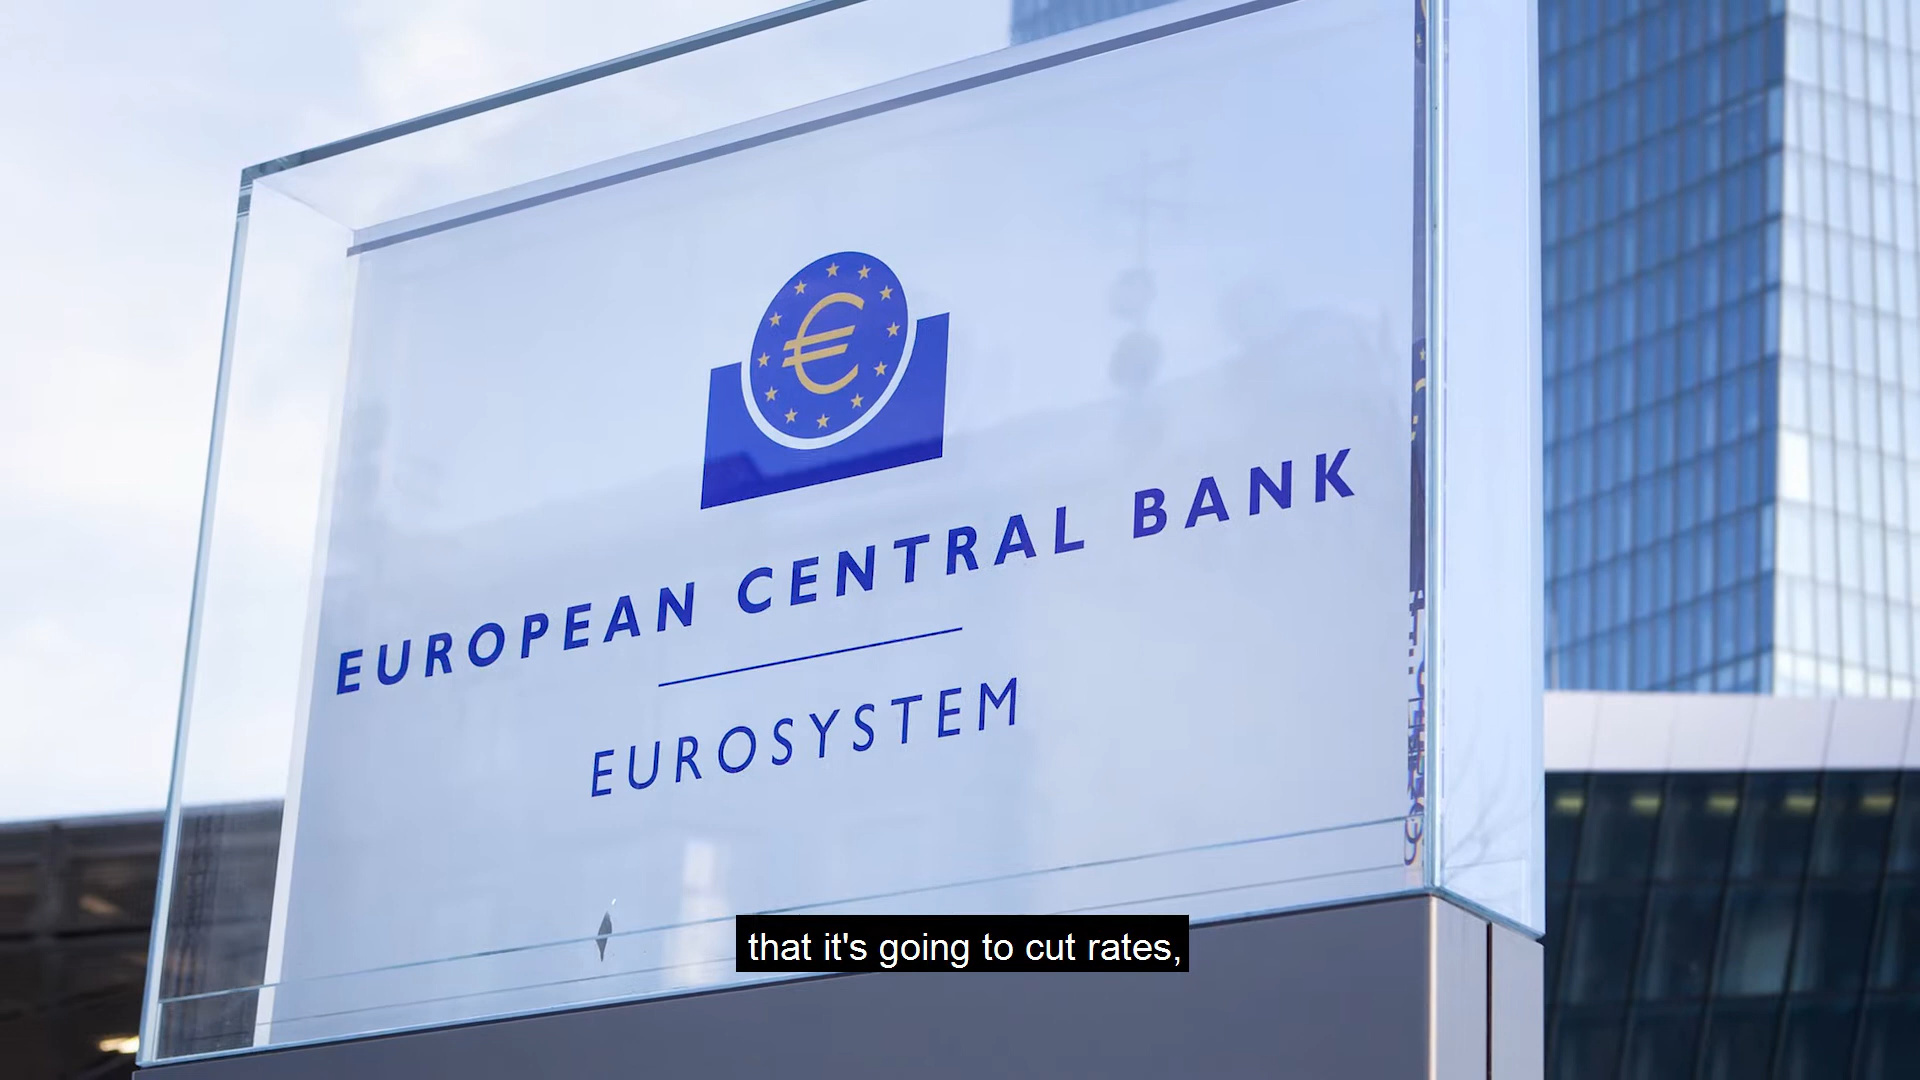 €
EUROPEAN CENTRAL BANK
EUROSYSTEM
that it's going to cut rates,